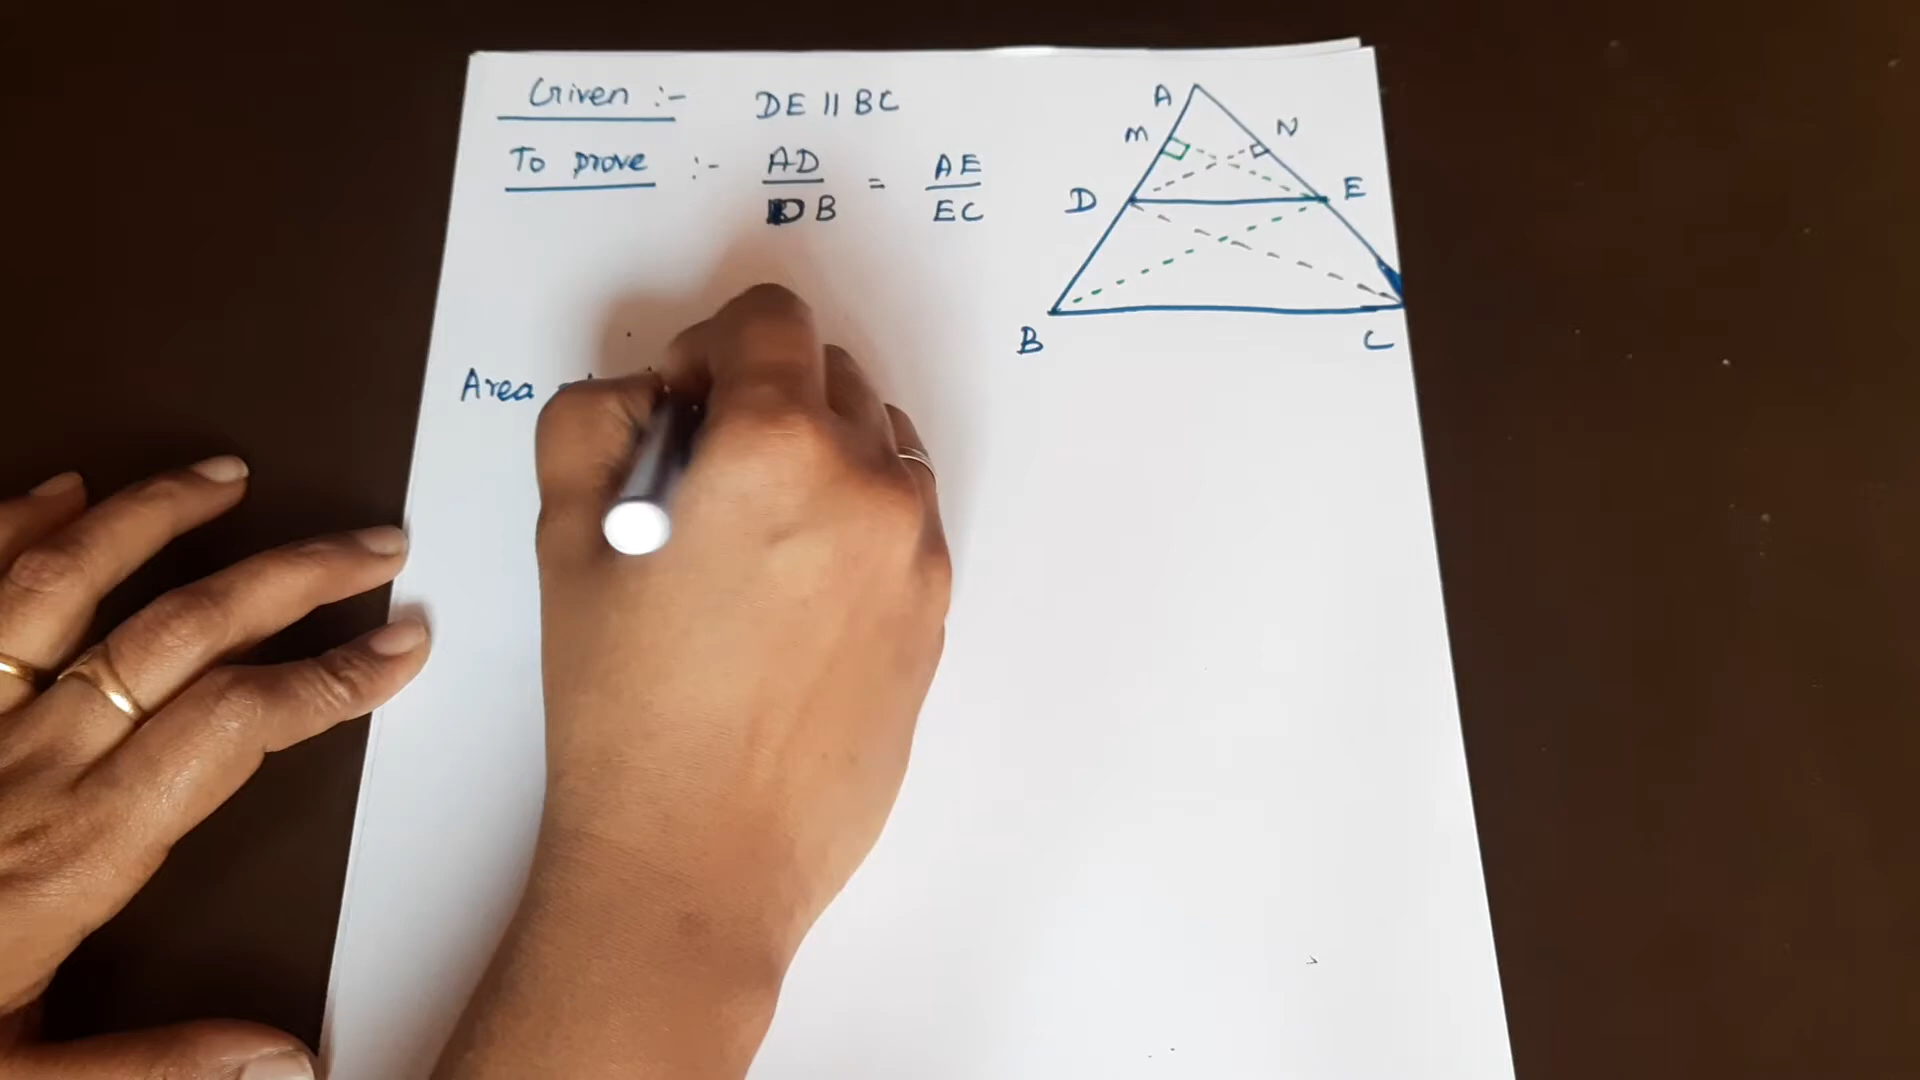 Given :- DE || BC
To prove :- AD/DB = AE/EC
A
M N
D E
B C
Area